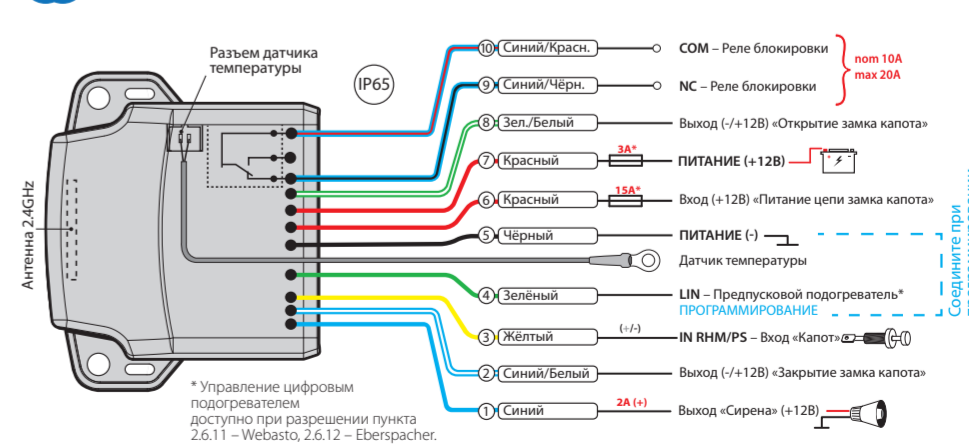 Разъем датчика
температуры
IP65
Антенна 2.4GHz
10 Синий/Красн. COM – Реле блокировки
nom 10A
max 20A
9 Синий/Чёрн. NC – Реле блокировки
8 Зел./Белый Выход (-/+12В) «Открытие замка капота»
7 Красный 3A* ПИТАНИЕ (+12В)
6 Красный 15A* Вход (+12В) «Питание цепи замка капота»
5 Чёрный ПИТАНИЕ (-)
Датчик температуры
4 Зелёный LIN – Предпусковой подогреватель*
ПРОГРАММИРОВАНИЕ
3 Жёлтый (+/-) IN RHM/PS – Вход «Капот»
2 Синий/Белый Выход (-/+12В) «Закрытие замка капота»
1 Синий 2A (+) Выход «Сирена» (+12В)
Соедините при
* Управление цифровым
подогревателем
доступно при разрешении пункта
2.6.11 – Webasto, 2.6.12 – Eberspacher.